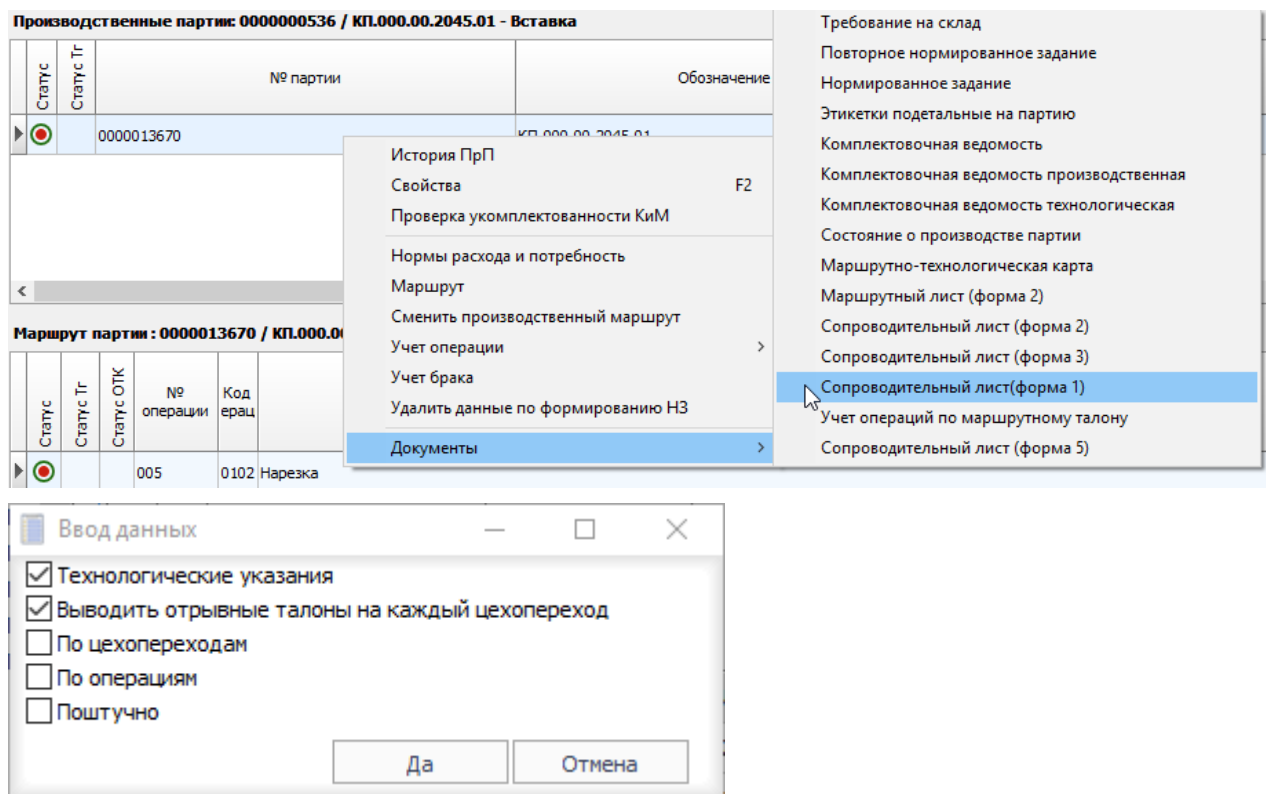 Производственные партии: 0000000536 / КП.000.00.2045.01 - Вставка
Статус
Статус Тг
№ партии
Обозначение
0000013670
КП.000.00.2045.01
История ПрП
Свойства F2
Проверка укомплектованности КиМ
Нормы расхода и потребность
Маршрут
Сменить производственный маршрут
Учет операции
Учет брака
Удалить данные по формированию НЗ
Документы
Требование на склад
Повторное нормированное задание
Нормированное задание
Этикетки подетальные на партию
Комплектовочная ведомость
Комплектовочная ведомость производственная
Комплектовочная ведомость технологическая
Состояние о производстве партии
Маршрутно-технологическая карта
Маршрутный лист (форма 2)
Сопроводительный лист (форма 2)
Сопроводительный лист (форма 3)
Сопроводительный лист(форма 1)
Учет операций по маршрутному талону
Сопроводительный лист (форма 5)
Маршрут партии : 0000013670 / КП.000.0
Статус
Статус Тг
Статус ОТК
№
операции
Код
ерац
005 0102 Нарезка
Ввод данных
Технологические указания
Выводить отрывные талоны на каждый цехопереход
По цехопереходам
По операциям
Поштучно
Да Отмена